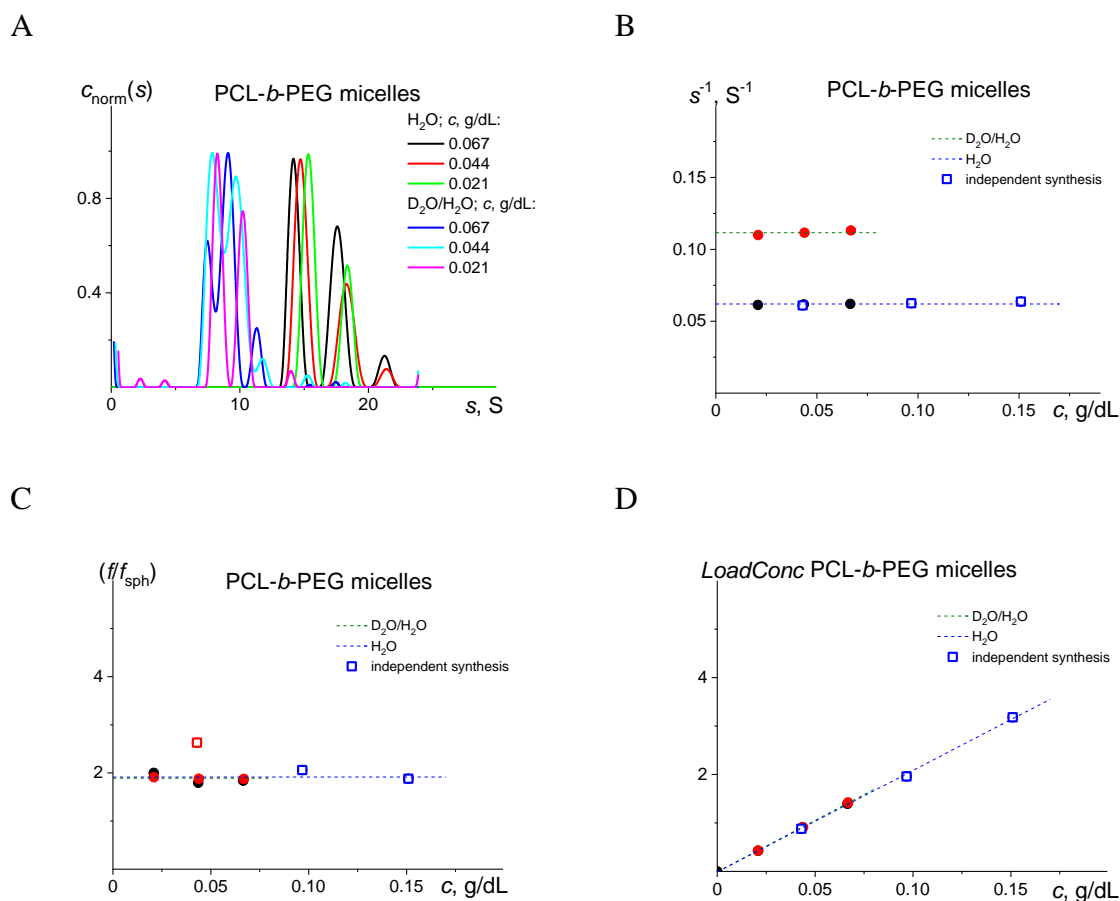 A
c_norm(s)
PCL-b-PEG micelles
H₂O; c, g/dL:
0.067
0.044
0.021
D₂O/H₂O; c, g/dL:
0.067
0.044
0.021
0.8
0.4
0
10
20
s, S
B
s⁻¹, S⁻¹
PCL-b-PEG micelles
D₂O/H₂O
H₂O
independent synthesis
0.15
0.10
0.05
0
0.05
0.10
0.15
c, g/dL
C
(f/f_sph)
PCL-b-PEG micelles
D₂O/H₂O
H₂O
independent synthesis
4
2
0
0.05
0.10
0.15
c, g/dL
D
LoadConc PCL-b-PEG micelles
D₂O/H₂O
H₂O
independent synthesis
4
2
0
0.05
0.10
0.15
c, g/dL